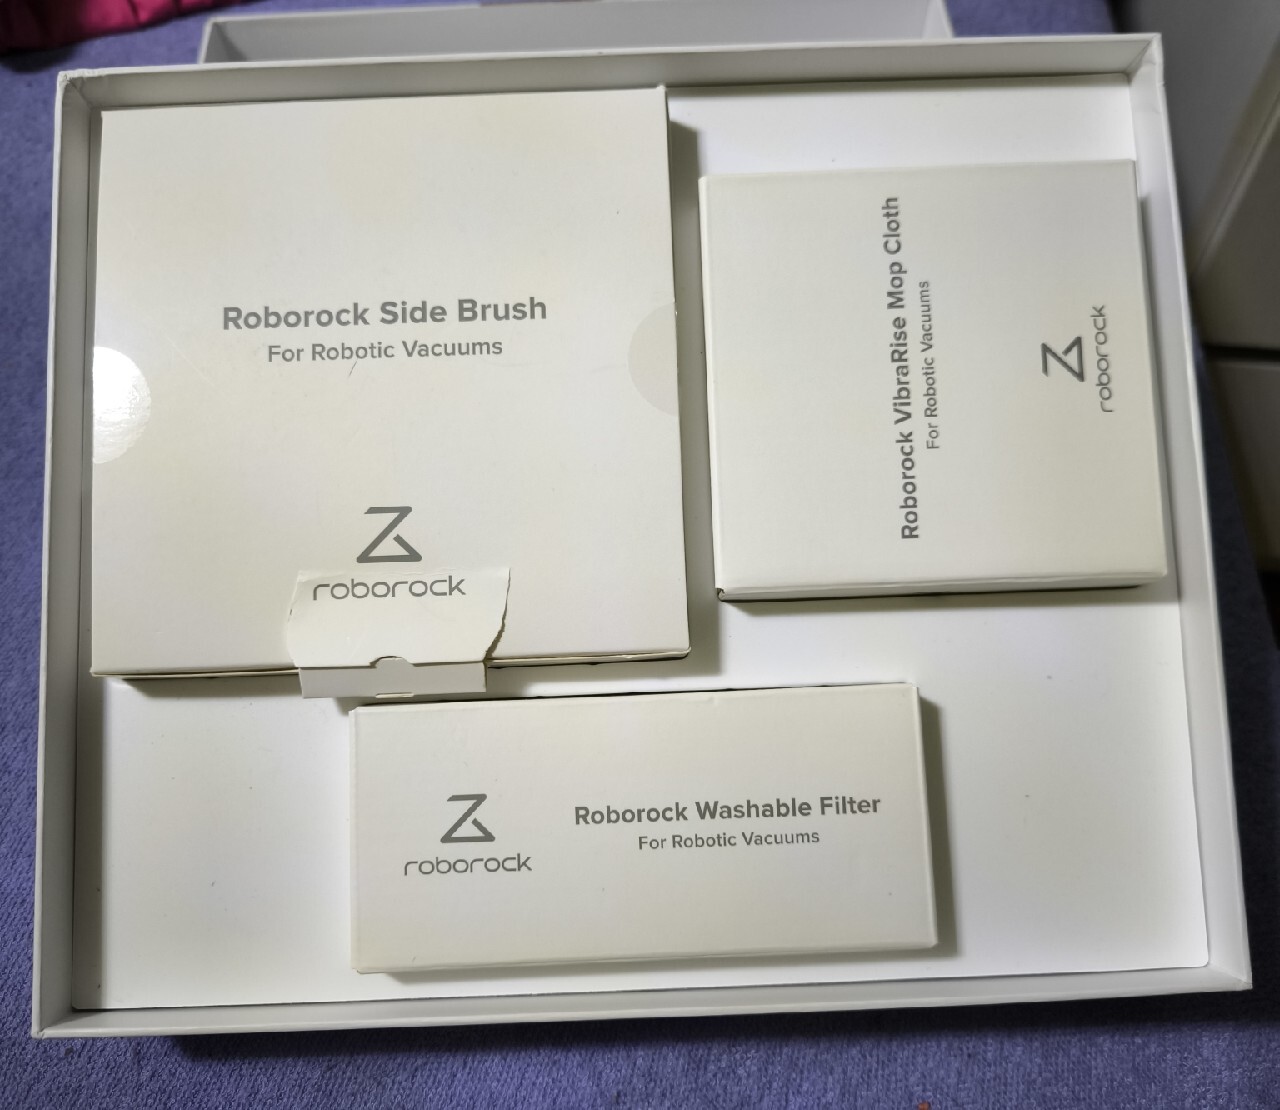 Roborock Side Brush
For Robotic Vacuums
roborock
Roborock VibraRise Mop Cloth
For Robotic Vacuums
roborock
roborock
Roborock Washable Filter
For Robotic Vacuums